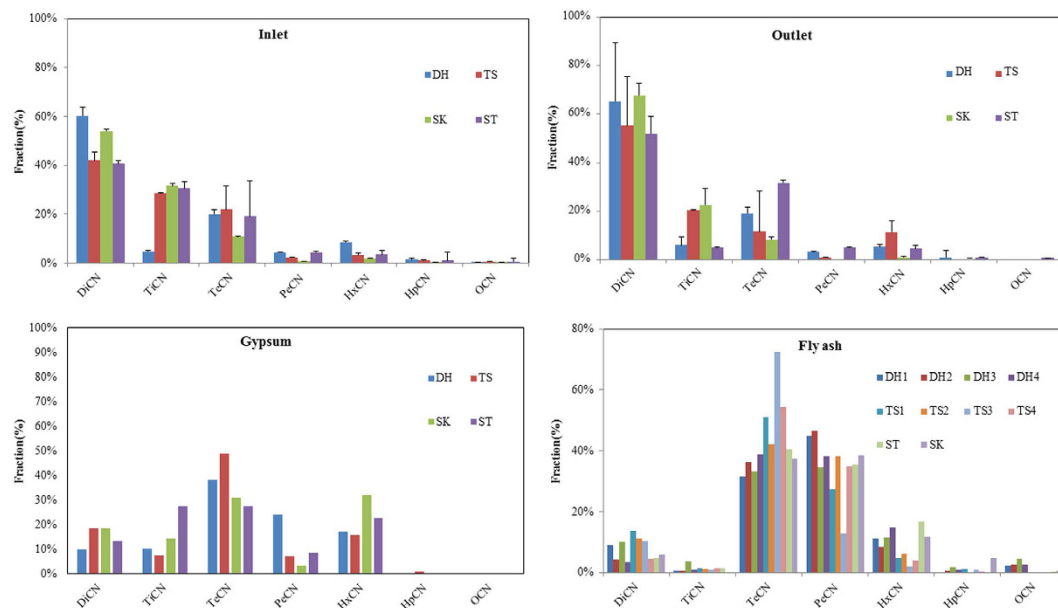 Inlet
100%
80%
60%
40%
20%
0%
Fraction(%)
DH TS
SK ST
DiCN TiCN TeCN PeCN HxCN HpCN OCN
Outlet
100%
80%
60%
40%
20%
0%
Fraction(%)
DH TS
SK ST
DiCN TiCN TeCN PeCN HxCN HpCN OCN
Gypsum
100%
90%
80%
70%
60%
50%
40%
30%
20%
10%
0%
Fraction(%)
DH TS
SK ST
DiCN TiCN TeCN PeCN HxCN HpCN OCN
Fly ash
80%
60%
40%
20%
0%
Fraction(%)
DH1 DH2 DH3 DH4
TS1 TS2 TS3 TS4
ST SK
DiCN TiCN TeCN PeCN HxCN HpCN OCN